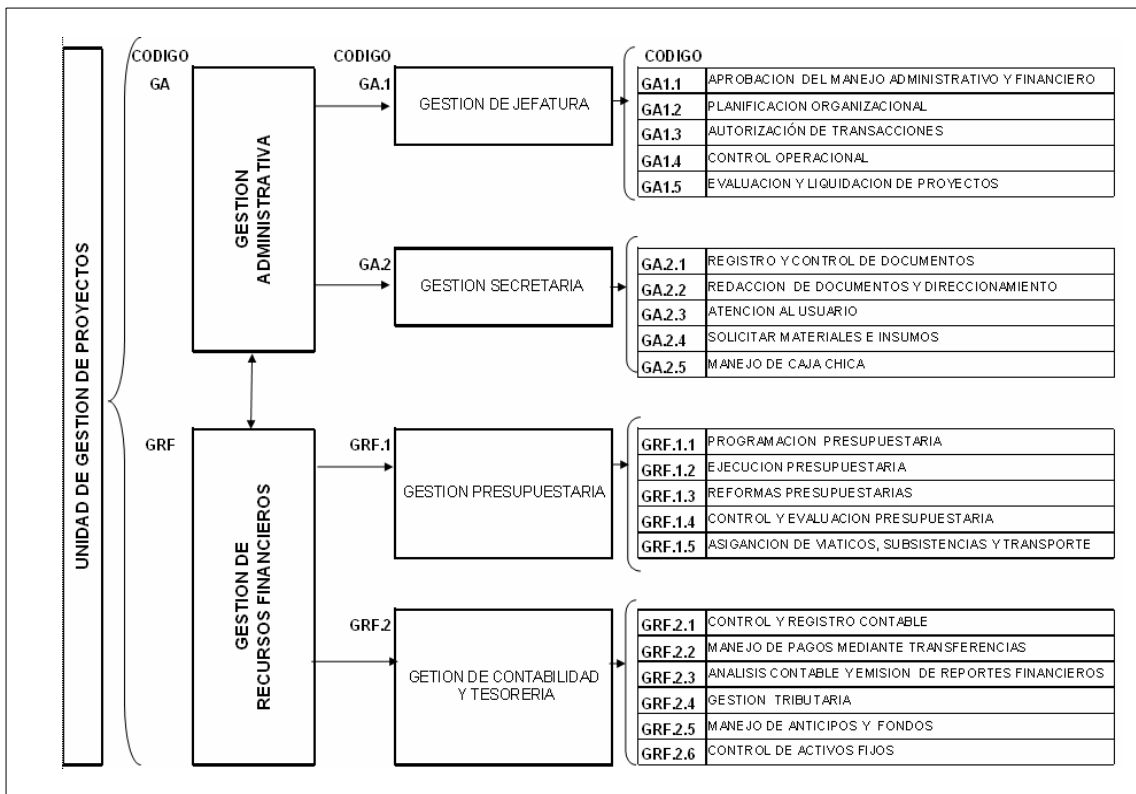 UNIDAD DE GESTION DE PROYECTOS
CODIGO
GA
GESTION
ADMINISTRATIVA
CODIGO
GA.1
GESTION DE JEFATURA
CODIGO
GA1.1 APROBACION DEL MANEJO ADMINISTRATIVO Y FINANCIERO
GA1.2 PLANIFICACION ORGANIZACIONAL
GA1.3 AUTORIZACIÓN DE TRANSACCIONES
GA1.4 CONTROL OPERACIONAL
GA1.5 EVALUACION Y LIQUIDACION DE PROYECTOS
GA.2
GESTION SECRETARIA
GA.2.1 REGISTRO Y CONTROL DE DOCUMENTOS
GA.2.2 REDACCION DE DOCUMENTOS Y DIRECCIONAMIENTO
GA.2.3 ATENCION AL USUARIO
GA.2.4 SOLICITAR MATERIALES E INSUMOS
GA.2.5 MANEJO DE CAJA CHICA
GRF
GESTION DE
RECURSOS FINANCIEROS
GRF.1
GESTION PRESUPUESTARIA
GRF.1.1 PROGRAMACION PRESUPUESTARIA
GRF.1.2 EJECUCION PRESUPUESTARIA
GRF.1.3 REFORMAS PRESUPUESTARIAS
GRF.1.4 CONTROL Y EVALUACION PRESUPUESTARIA
GRF.1.5 ASIGANCION DE VIATICOS, SUBSISTENCIAS Y TRANSPORTE
GRF.2
GETION DE CONTABILIDAD
Y TESORERIA
GRF.2.1 CONTROL Y REGISTRO CONTABLE
GRF.2.2 MANEJO DE PAGOS MEDIANTE TRANSFERENCIAS
GRF.2.3 ANALISIS CONTABLE Y EMISION DE REPORTES FINANCIEROS
GRF.2.4 GESTION TRIBUTARIA
GRF.2.5 MANEJO DE ANTICIPOS Y FONDOS
GRF.2.6 CONTROL DE ACTIVOS FIJOS